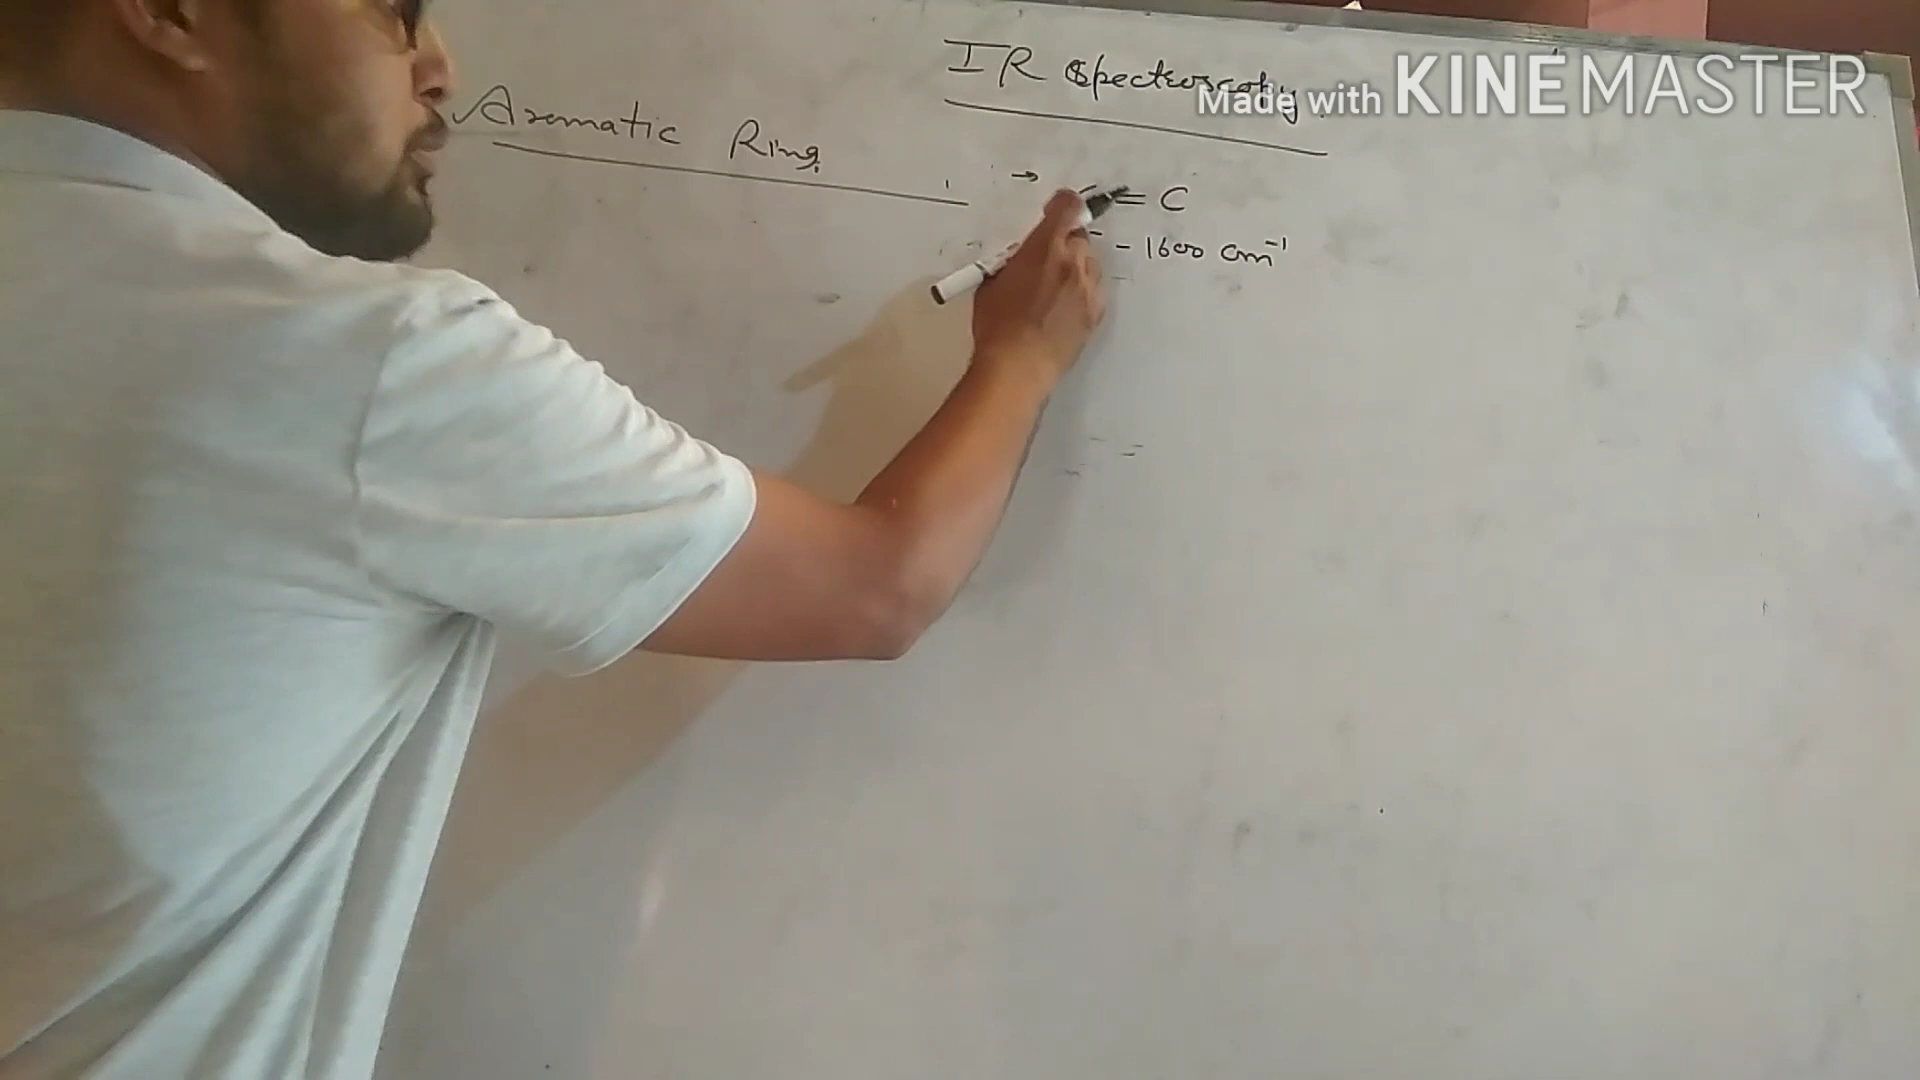 IR spectroscopy.
Made with KINEMASTER
Aromatic Ring.
→ = C
- 1600 cm⁻¹